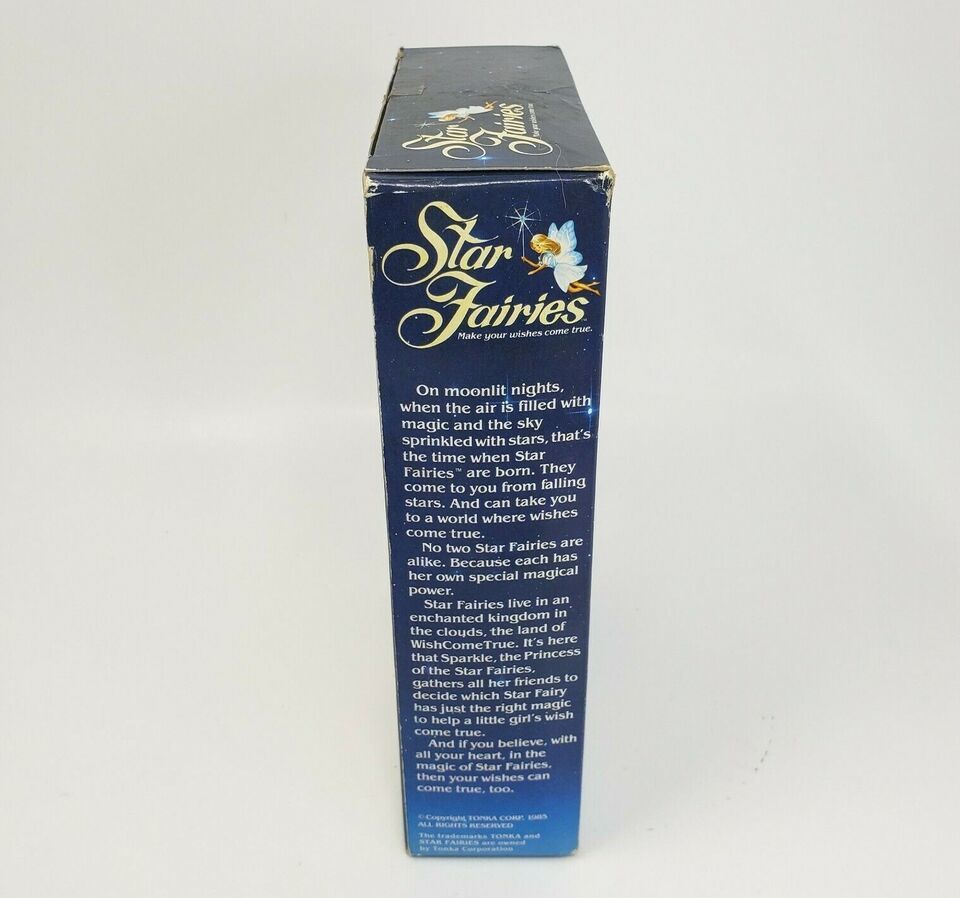 Star
Fairies
Make your wishes come true.
Star
Fairies™
Make your wishes come true.
On moonlit nights,
when the air is filled with
magic and the sky
sprinkled with stars, that's
the time when Star
Fairies™ are born. They
come to you from falling
stars. And can take you
to a world where wishes
come true.
No two Star Fairies are
alike. Because each has
her own special magical
power.
Star Fairies live in an
enchanted kingdom in
the clouds, the land of
WishComeTrue. It's here
that Sparkle, the Princess
of the Star Fairies,
gathers all her friends to
decide which Star Fairy
has just the right magic
to help a little girl's wish
come true.
And if you believe, with
all your heart, in the
magic of Star Fairies,
then your wishes can
come true, too.
©Copyright TONKA CORP. 1985
ALL RIGHTS RESERVED
The trademarks TONKA and
STAR FAIRIES are owned
by Tonka Corporation